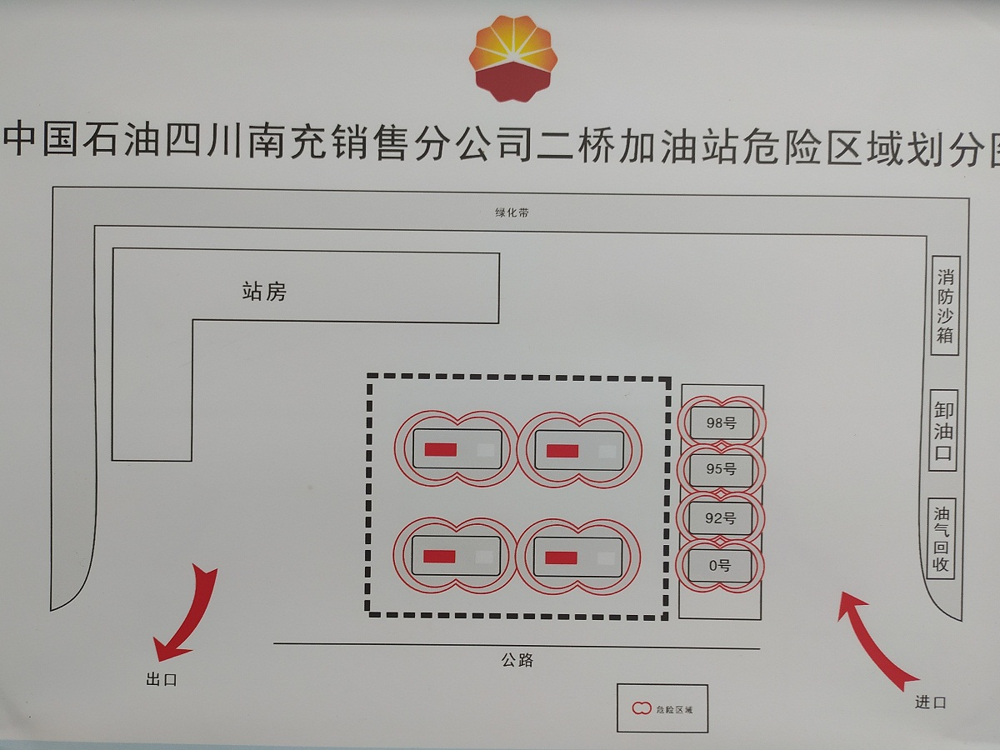 中国石油四川南充销售分公司二桥加油站危险区域划分图
绿化带
站房
消防沙箱
98号
卸油口
95号
92号
油气回收
0号
公路
出口
进口
危险区域